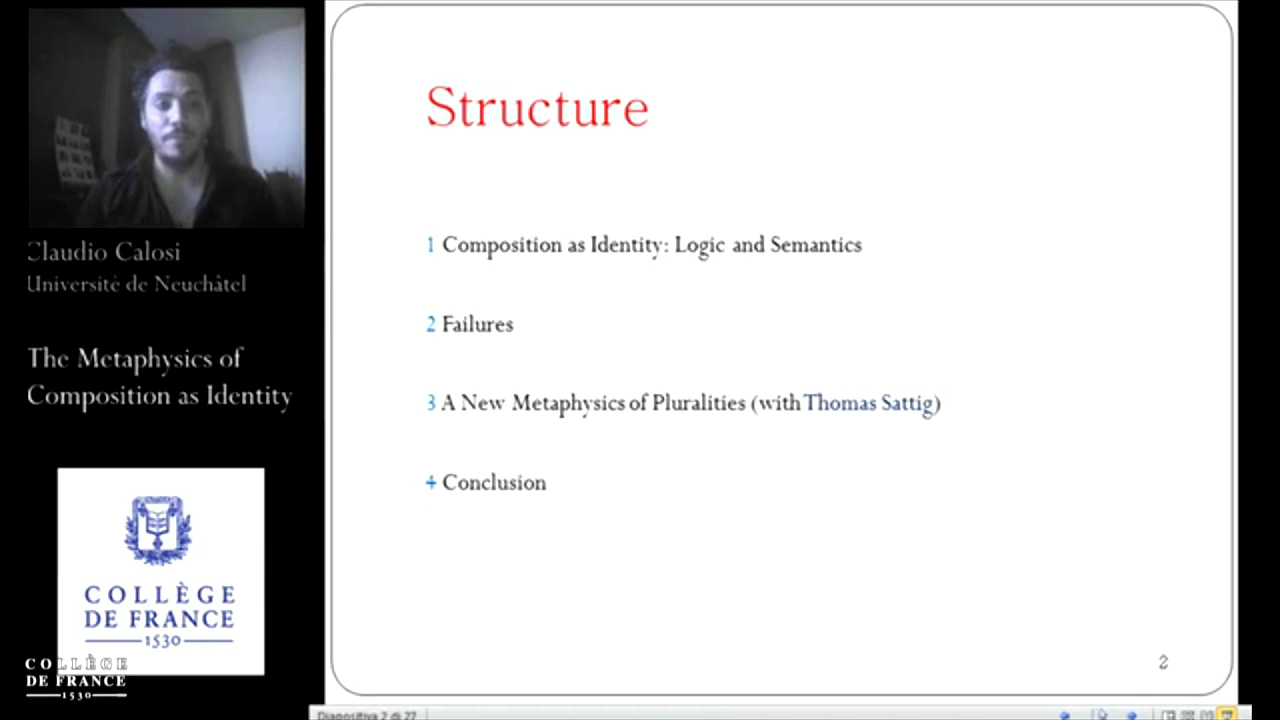 Claudio Calosi
Université de Neuchâtel
The Metaphysics of
Composition as Identity
COLLÈGE
DE FRANCE
1530
COLLÈGE
DE FRANCE
1530
Structure
1 Composition as Identity: Logic and Semantics
2 Failures
3 A New Metaphysics of Pluralities (with Thomas Sattig)
4 Conclusion
2
Diapositiva 2 di 27